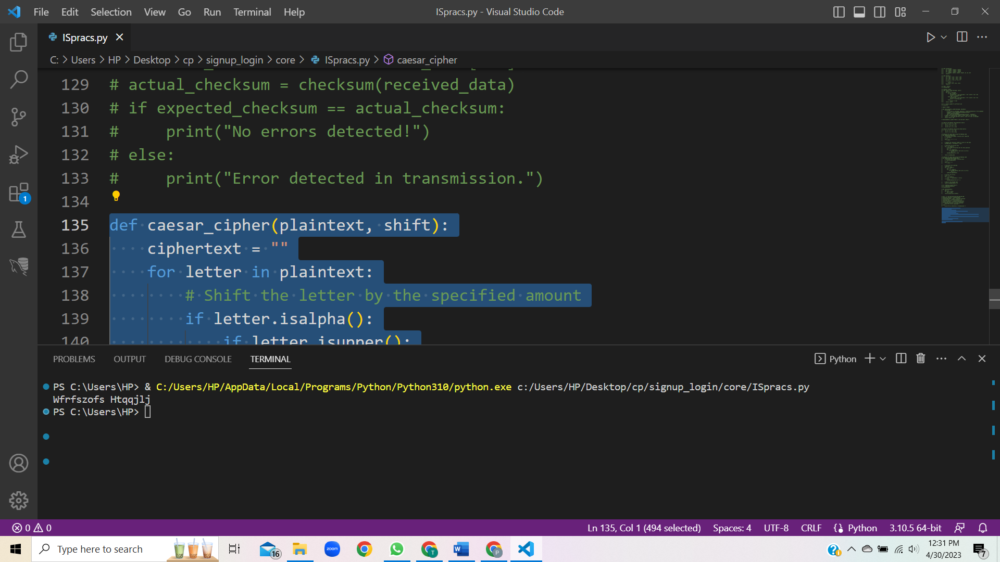 File Edit Selection View Go Run Terminal Help ISpracs.py - Visual Studio Code
ISpracs.py
C: > Users > HP > Desktop > cp > signup_login > core > ISpracs.py > caesar_cipher
129 # actual_checksum = checksum(received_data)
130 # if expected_checksum == actual_checksum:
131 #     print("No errors detected!")
132 # else:
133 #     print("Error detected in transmission.")
134
135 def caesar_cipher(plaintext, shift):
136     ciphertext = ""
137     for letter in plaintext:
138         # Shift the letter by the specified amount
139         if letter.isalpha():
140             if letter.isupper():
1
PROBLEMS OUTPUT DEBUG CONSOLE TERMINAL Python
PS C:\Users\HP> & C:/Users/HP/AppData/Local/Programs/Python/Python310/python.exe c:/Users/HP/Desktop/cp/signup_login/core/ISpracs.py
Wfrfszofs Htqqjlj
PS C:\Users\HP>
0 0 Ln 135, Col 1 (494 selected) Spaces: 4 UTF-8 CRLF Python 3.10.5 64-bit
Type here to search
16
zoom
T
W
P
12:31 PM
4/30/2023
7